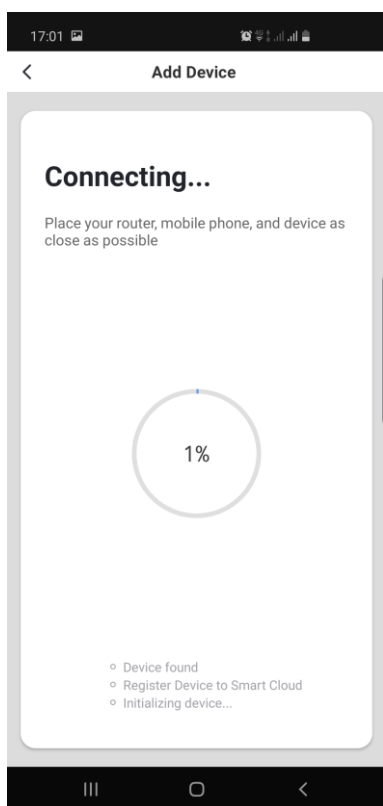 17:01
Add Device
Connecting...
Place your router, mobile phone, and device as
close as possible
1%
Device found
Register Device to Smart Cloud
Initializing device...